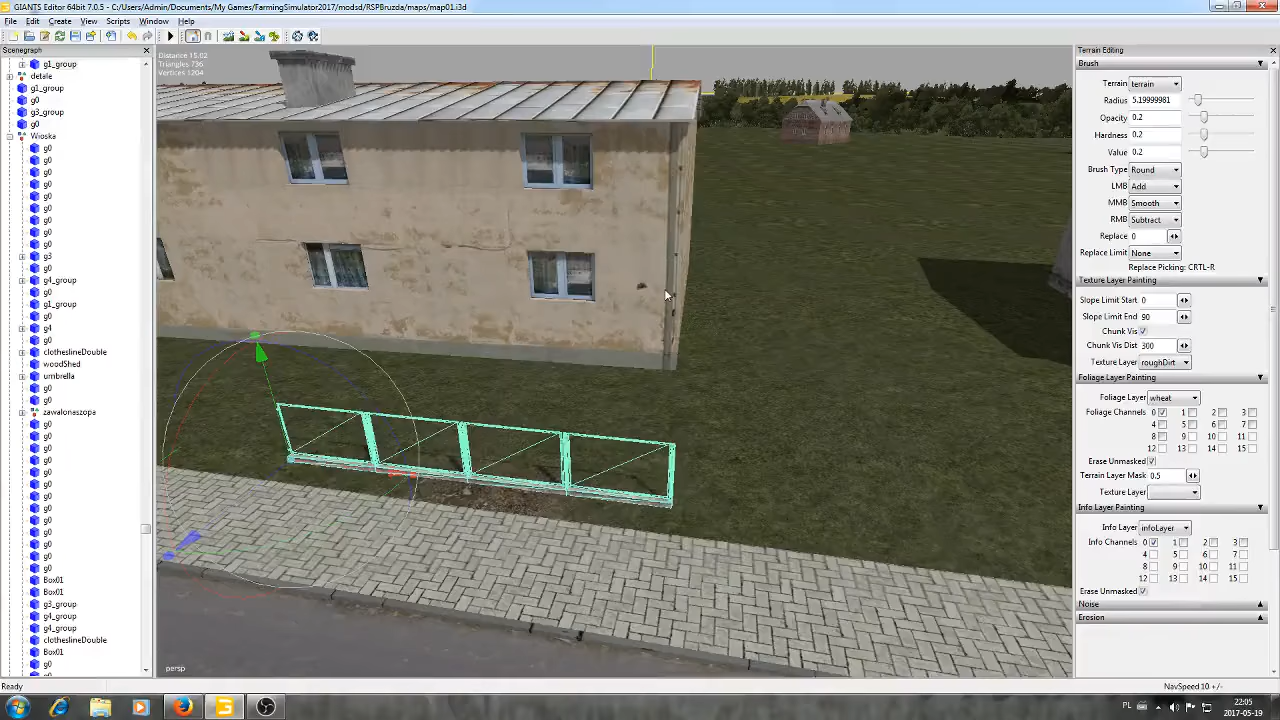 GIANTS Editor 64bit 7.0.5 - C:/Users/Admin/Documents/My Games/FarmingSimulator2017/modsd/RSPBruzda/maps/map01.i3d
File Edit Create View Scripts Window Help
Scenegraph
g1_group
detale
g1_group
g0
g3_group
g0
Wioska
g0
g0
g0
g0
g0
g0
g0
g0
g0
g3
g0
g4_group
g0
g1_group
g0
g4
g0
clotheslineDouble
woodShed
umbrella
g0
g0
zawalonaszopa
g0
g0
g0
g0
g0
g0
g0
g0
g0
g0
g0
g0
g0
Box01
Box01
g3_group
g4_group
g4_group
clotheslineDouble
Box01
g0
Distance 15.02
Triangles 736
Vertices 1204
persp
Terrain Editing
Brush
Terrain terrain
Radius 5.19999981
Opacity 0.2
Hardness 0.2
Value 0.2
Brush Type Round
LMB Add
MMB Smooth
RMB Subtract
Replace 0
Replace Limit None
Replace Picking: CRTL-R
Texture Layer Painting
Slope Limit Start 0
Slope Limit End 90
Chunk Vis
Chunk Vis Dist 300
Texture Layer roughDirt
Foliage Layer Painting
Foliage Layer wheat
Foliage Channels 0 1 2 3
4 5 6 7
8 9 10 11
12 13 14 15
Erase Unmasked
Terrain Layer Mask 0.5
Texture Layer
Info Layer Painting
Info Layer infoLayer
Info Channels 0 1 2 3
4 5 6 7
8 9 10 11
12 13 14 15
Erase Unmasked
Noise
Erosion
Ready
NavSpeed 10 +/-
PL
22:05
2017-05-19